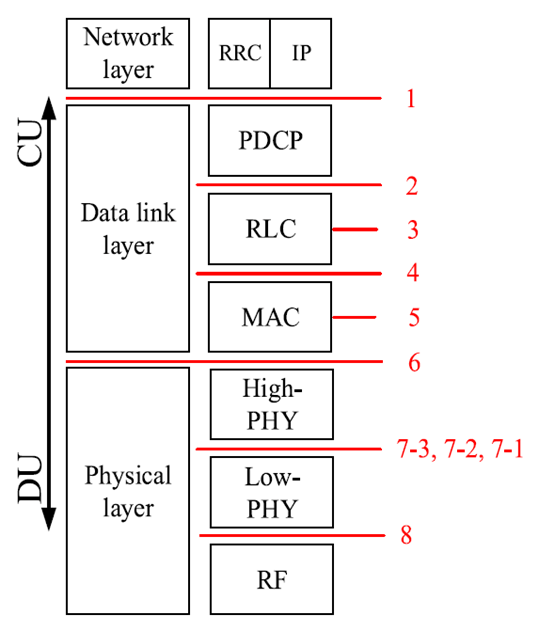 Network
layer
RRC
IP
1
CU
PDCP
2
Data link
layer
RLC
3
4
MAC
5
6
High-
PHY
7-3, 7-2, 7-1
Physical
layer
Low-
PHY
DU
8
RF